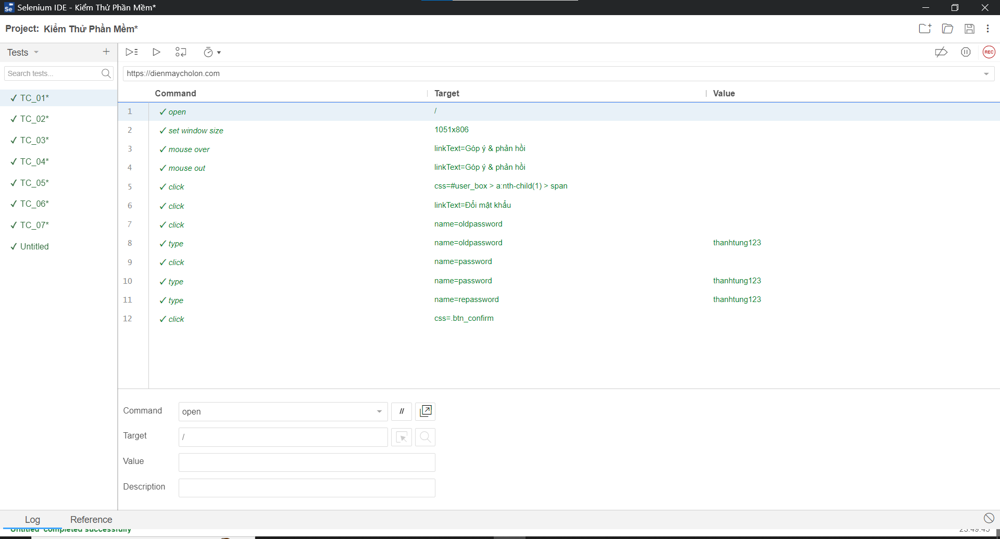 Selenium IDE - Kiểm Thử Phần Mềm*
Project: Kiểm Thử Phần Mềm*
Tests
REC
Search tests...
https://dienmaycholon.com
Command Target Value
✓ TC_01*
✓ TC_02*
✓ TC_03*
✓ TC_04*
✓ TC_05*
✓ TC_06*
✓ TC_07*
✓ Untitled
1 ✓ open /
2 ✓ set window size 1051x806
3 ✓ mouse over linkText=Góp ý & phản hồi
4 ✓ mouse out linkText=Góp ý & phản hồi
5 ✓ click css=#user_box > a:nth-child(1) > span
6 ✓ click linkText=Đổi mật khẩu
7 ✓ click name=oldpassword
8 ✓ type name=oldpassword thanhtung123
9 ✓ click name=password
10 ✓ type name=password thanhtung123
11 ✓ type name=repassword thanhtung123
12 ✓ click css=.btn_confirm
Command open //
Target /
Value
Description
Log Reference
'Untitled' completed successfully